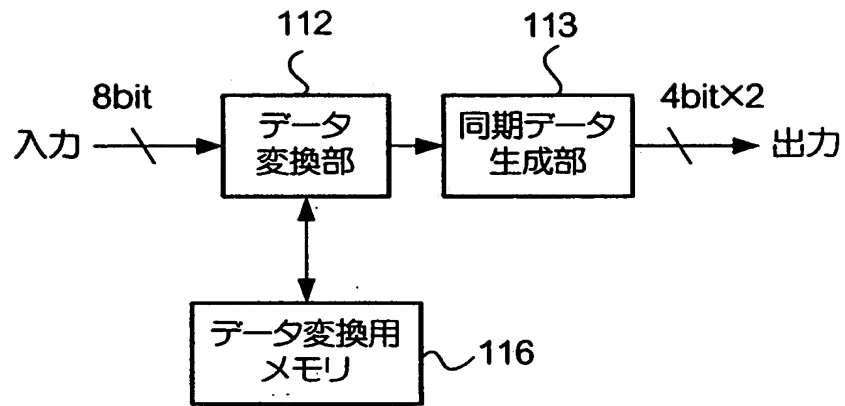 112
113
8bit
4bit×2
入力
データ
変換部
同期データ
生成部
出力
データ変換用
メモリ
116